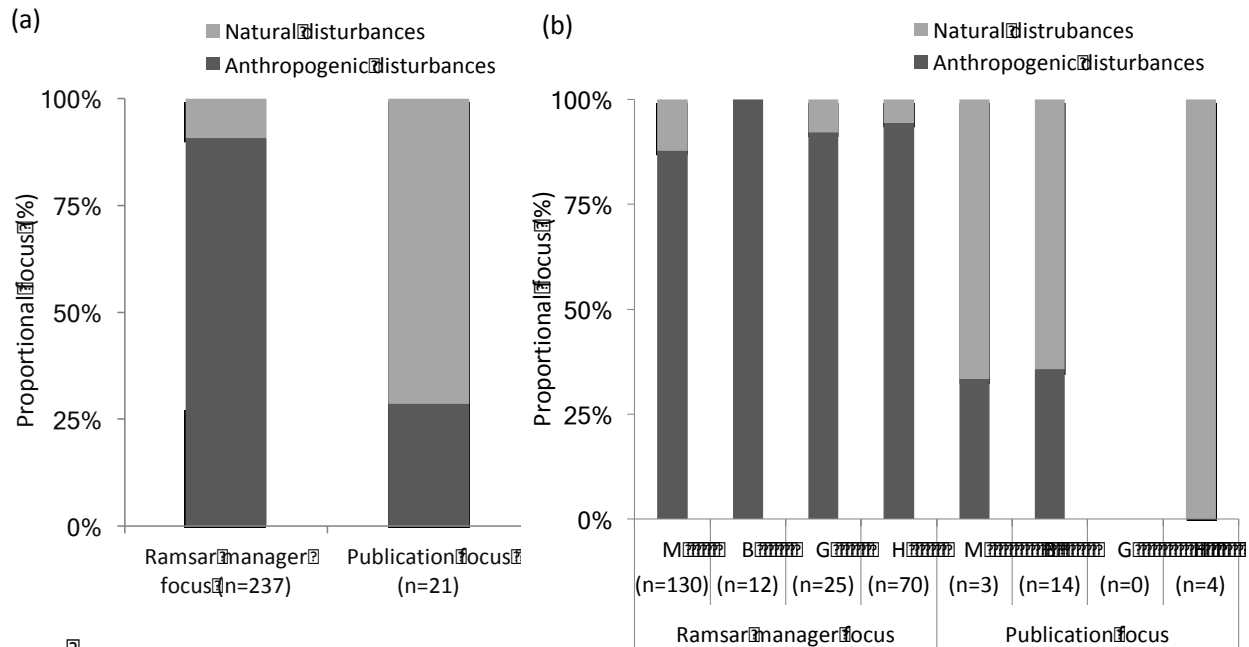 (a)
Natural disturbances
Anthropogenic disturbances
100%
75%
50%
25%
0%
Proportional focus (%)
Ramsar manager
focus (n=237)
Publication focus
(n=21)
(b)
Natural distrubances
Anthropogenic disturbances
100%
75%
50%
25%
0%
Proportional focus (%)
M B G H M G
(n=130) (n=12) (n=25) (n=70) (n=3) (n=14) (n=0) (n=4)
Ramsar manager focus Publication focus